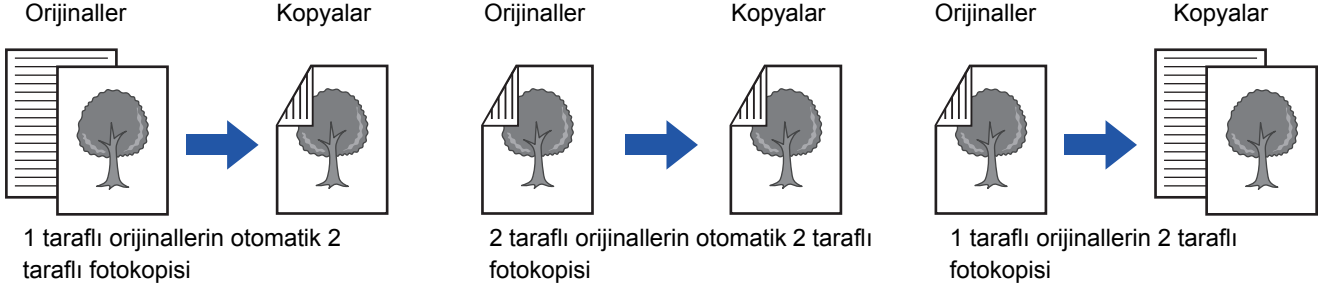 Orijinaller Kopyalar
1 taraflı orijinallerin otomatik 2
taraflı fotokopisi
Orijinaller Kopyalar
2 taraflı orijinallerin otomatik 2 taraflı
fotokopisi
Orijinaller Kopyalar
1 taraflı orijinallerin 2 taraflı
fotokopisi